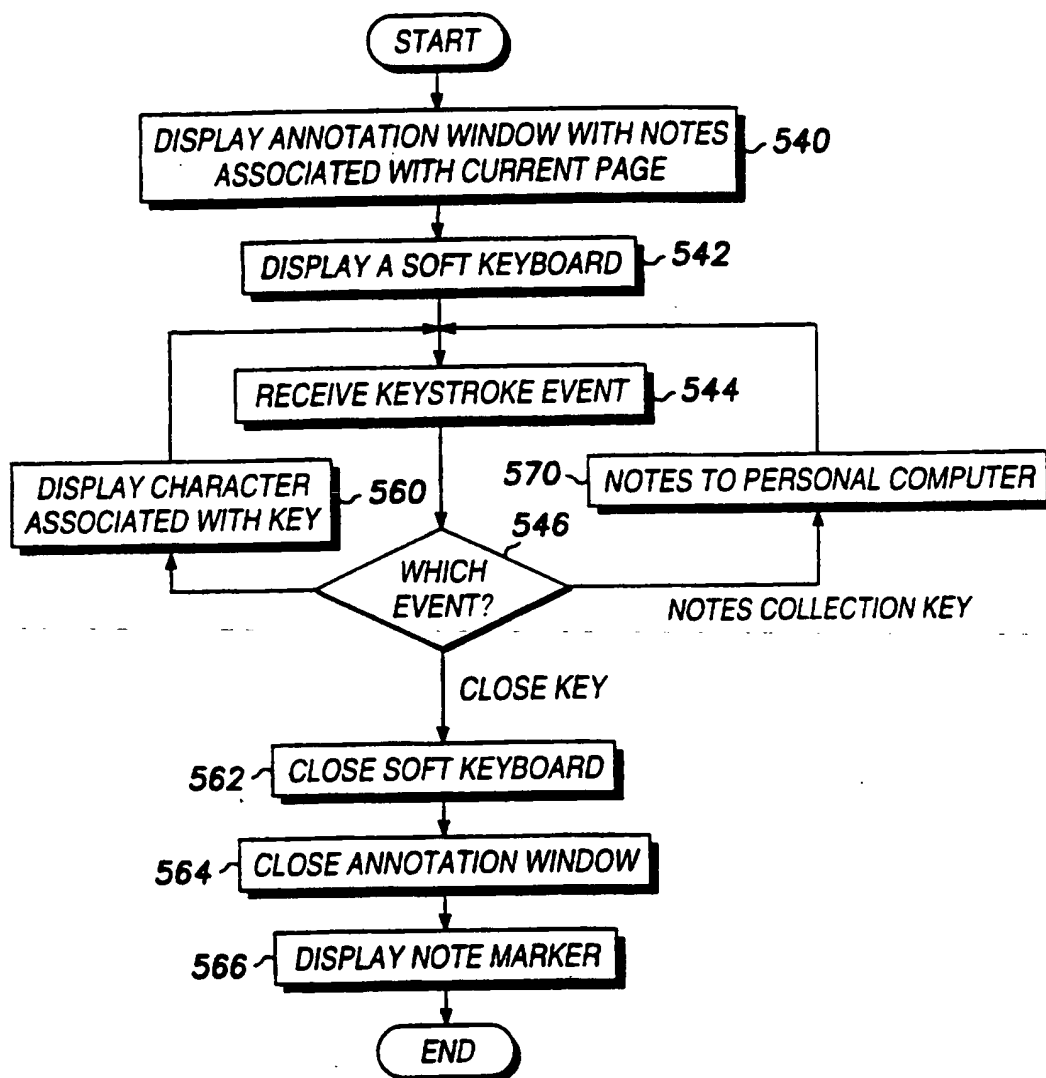 START
DISPLAY ANNOTATION WINDOW WITH NOTES
ASSOCIATED WITH CURRENT PAGE
540
DISPLAY A SOFT KEYBOARD
542
RECEIVE KEYSTROKE EVENT
544
DISPLAY CHARACTER
ASSOCIATED WITH KEY
560
570
NOTES TO PERSONAL COMPUTER
546
WHICH
EVENT?
NOTES COLLECTION KEY
CLOSE KEY
562
CLOSE SOFT KEYBOARD
564
CLOSE ANNOTATION WINDOW
566
DISPLAY NOTE MARKER
END